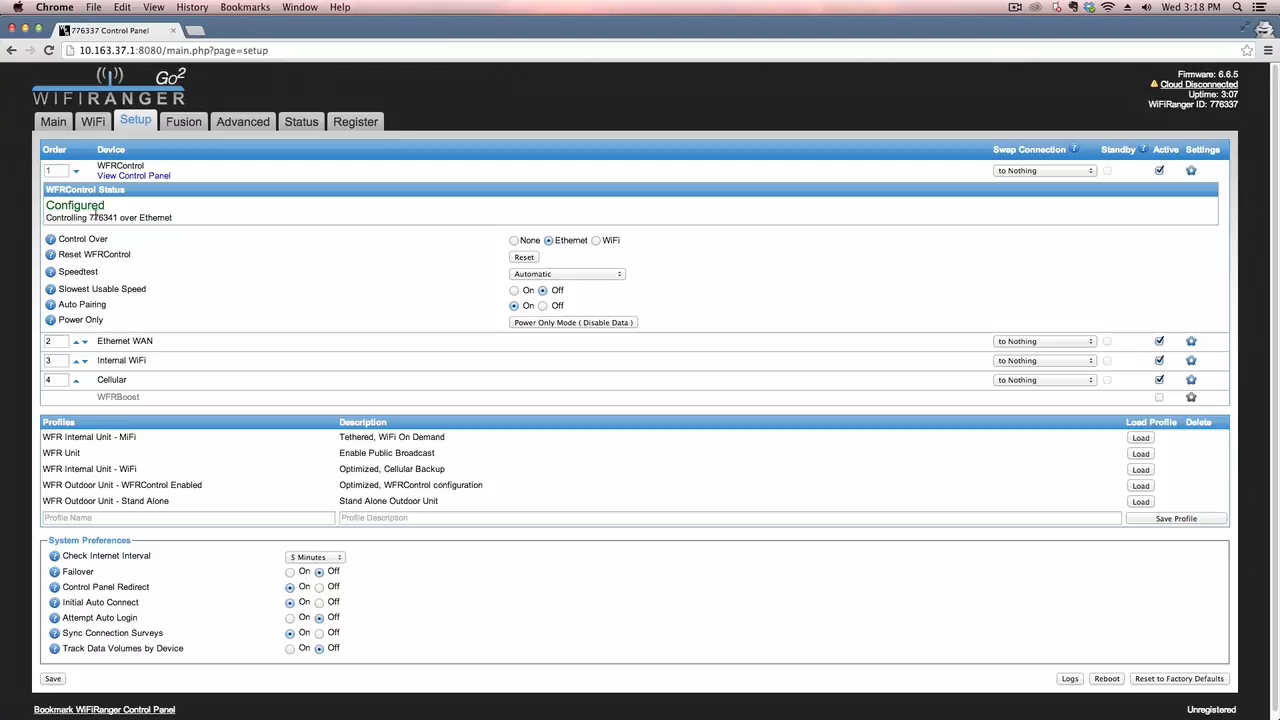 Chrome File Edit View History Bookmarks Window Help Wed 3:18 PM
776337 Control Panel
10.163.37.1:8080/main.php?page=setup
Go2
WIFIRANGER
Firmware: 6.6.5
Cloud Disconnected
Uptime: 3:07
WiFiRanger ID: 776337
Main WiFi Setup Fusion Advanced Status Register
Order Device Swap Connection ? Standby ? Active Settings
1 WFRControl to Nothing
View Control Panel
WFRControl Status
Configured
Controlling 776341 over Ethernet
? Control Over None Ethernet WiFi
? Reset WFRControl Reset
? Speedtest Automatic
? Slowest Usable Speed On Off
? Auto Pairing On Off
? Power Only Power Only Mode ( Disable Data )
2 Ethernet WAN to Nothing
3 Internal WiFi to Nothing
4 Cellular to Nothing
WFRBoost
Profiles Description Load Profile Delete
WFR Internal Unit - MiFi Tethered, WiFi On Demand Load
WFR Unit Enable Public Broadcast Load
WFR Internal Unit - WiFi Optimized, Cellular Backup Load
WFR Outdoor Unit - WFRControl Enabled Optimized, WFRControl configuration Load
WFR Outdoor Unit - Stand Alone Stand Alone Outdoor Unit Load
Profile Name Profile Description Save Profile
System Preferences
? Check Internet Interval 5 Minutes
? Failover On Off
? Control Panel Redirect On Off
? Initial Auto Connect On Off
? Attempt Auto Login On Off
? Sync Connection Surveys On Off
? Track Data Volumes by Device On Off
Save Logs Reboot Reset to Factory Defaults
Bookmark WiFiRanger Control Panel Unregistered